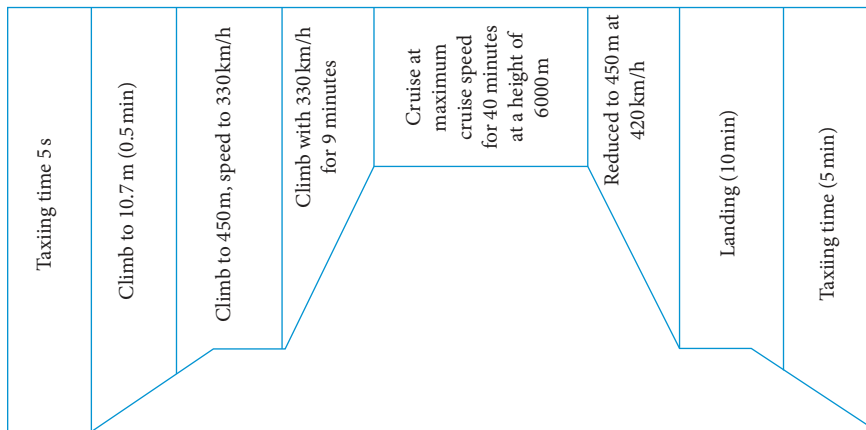 Taxiing time 5 s
Climb to 10.7 m (0.5 min)
Climb to 450 m, speed to 330 km/h
Climb with 330 km/h
for 9 minutes
Cruise at
maximum
cruise speed
for 40 minutes
at a height of
6000 m
Reduced to 450 m at
420 km/h
Landing (10 min)
Taxiing time (5 min)